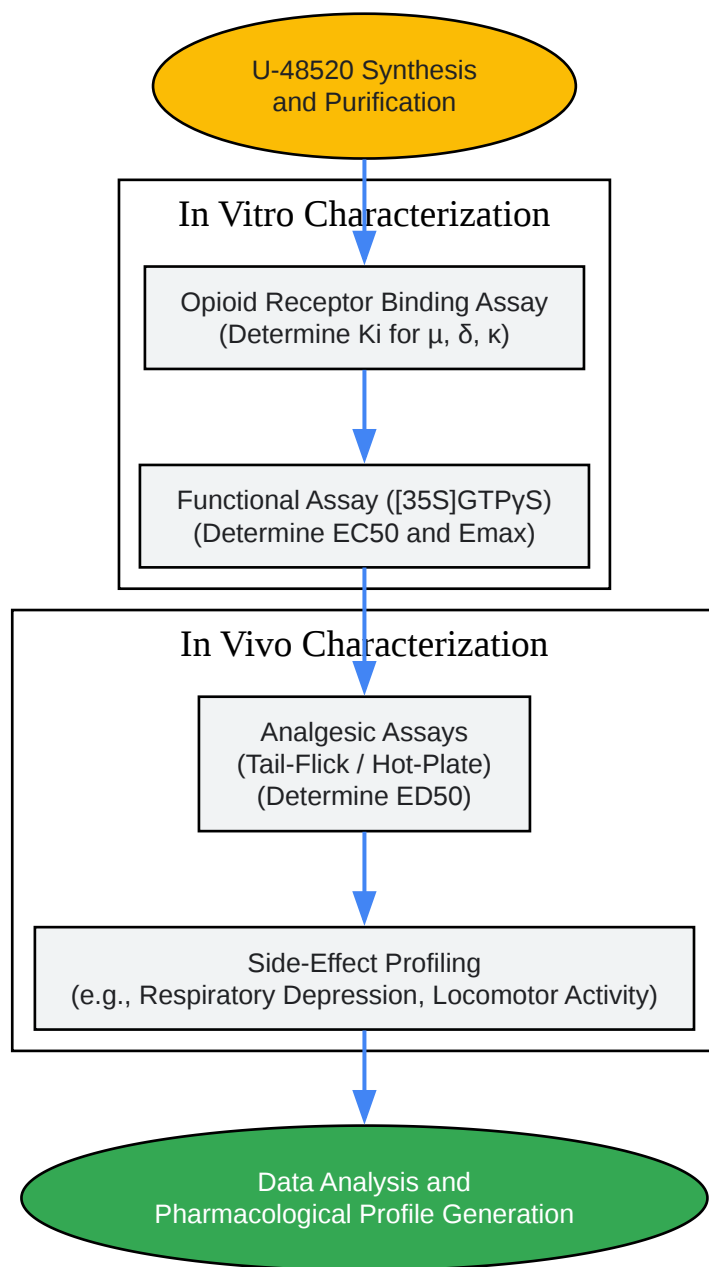 U-48520 Synthesis
and Purification
In Vitro Characterization
Opioid Receptor Binding Assay
(Determine Ki for μ, δ, κ)
Functional Assay ([35S]GTPγS)
(Determine EC50 and Emax)
In Vivo Characterization
Analgesic Assays
(Tail-Flick / Hot-Plate)
(Determine ED50)
Side-Effect Profiling
(e.g., Respiratory Depression, Locomotor Activity)
Data Analysis and
Pharmacological Profile Generation